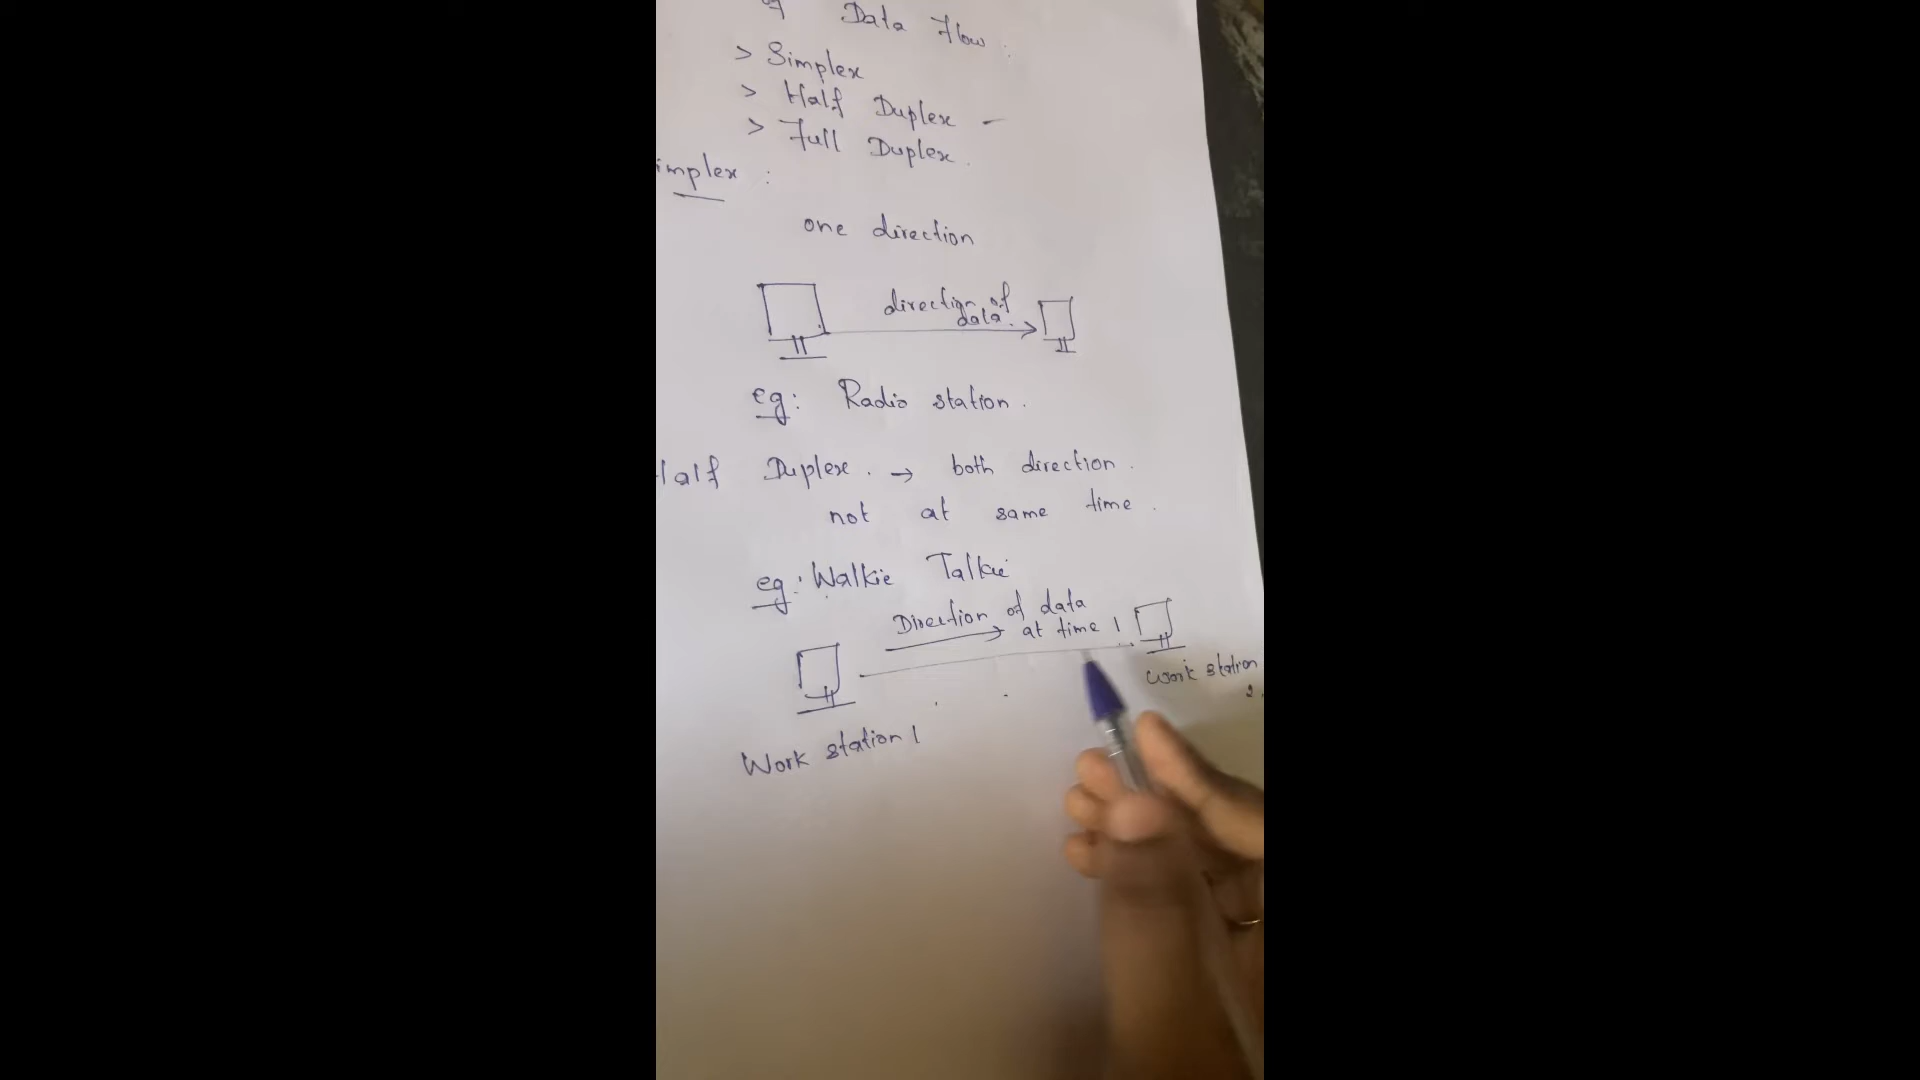 Data Flow :
> Simplex
> Half Duplex -
> Full Duplex.
implex :
one direction
direction of
data.
eg: Radio station.
Half Duplex. → both direction.
not at same time.
eg: Walkie Talkie
Direction of data
at time 1
Work station
2.
Work station 1